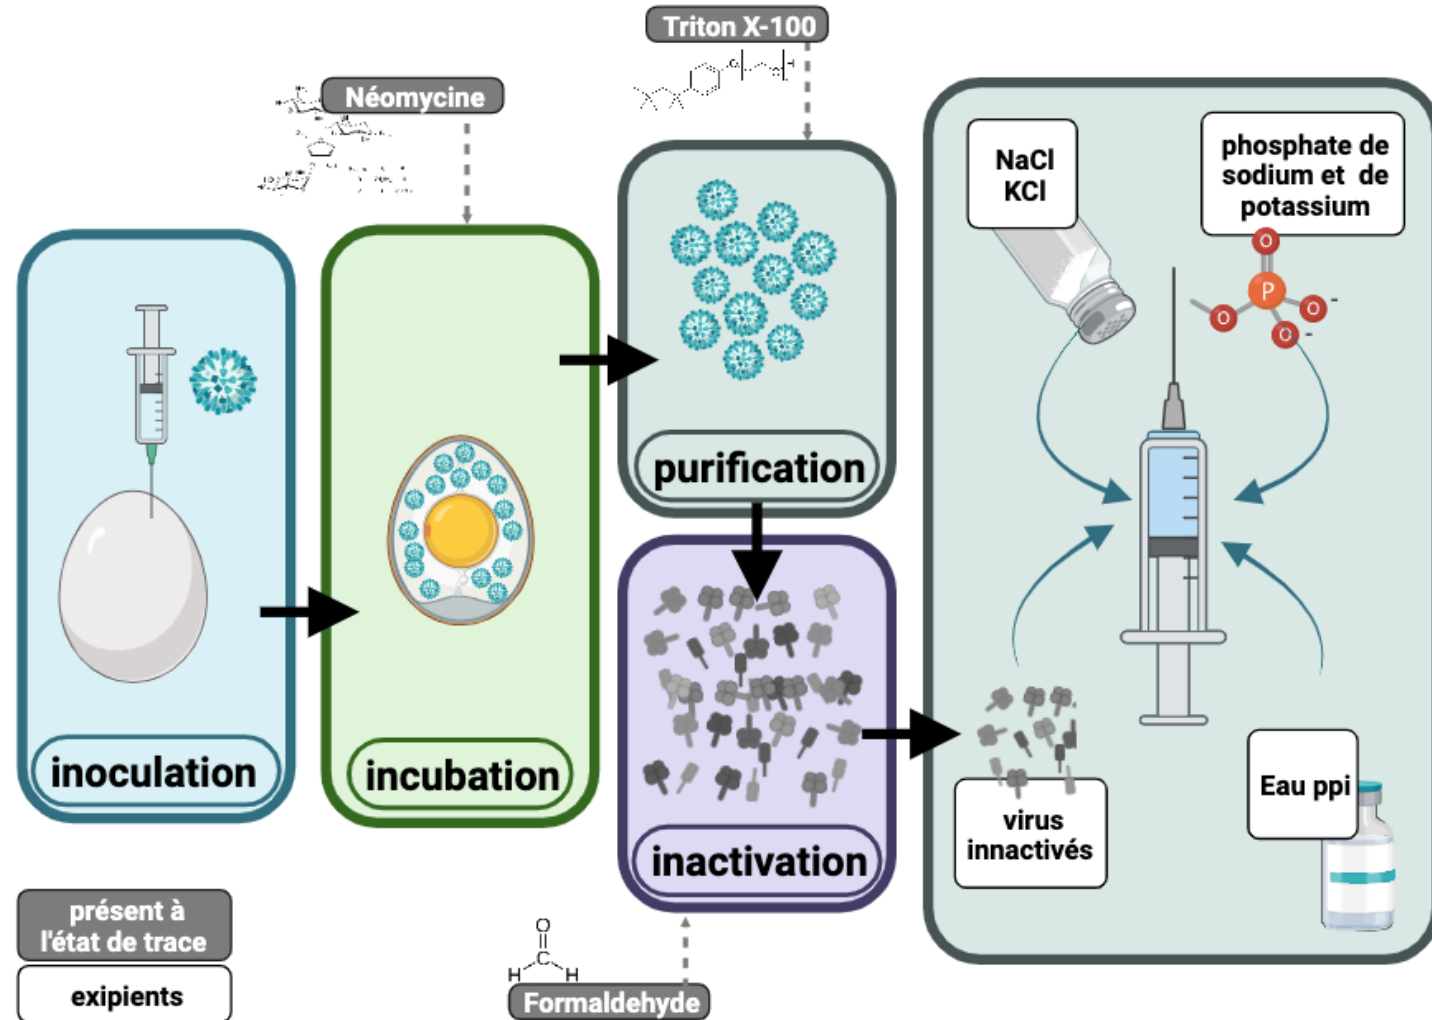 Triton X-100
Néomycine
NaCl
KCl
phosphate de
sodium et de
potassium
O
P
O
O
-
O
-
purification
inoculation
incubation
inactivation
Eau ppi
virus
innactivés
présent à
l'état de trace
exipients
O
C
H
H
Formaldehyde